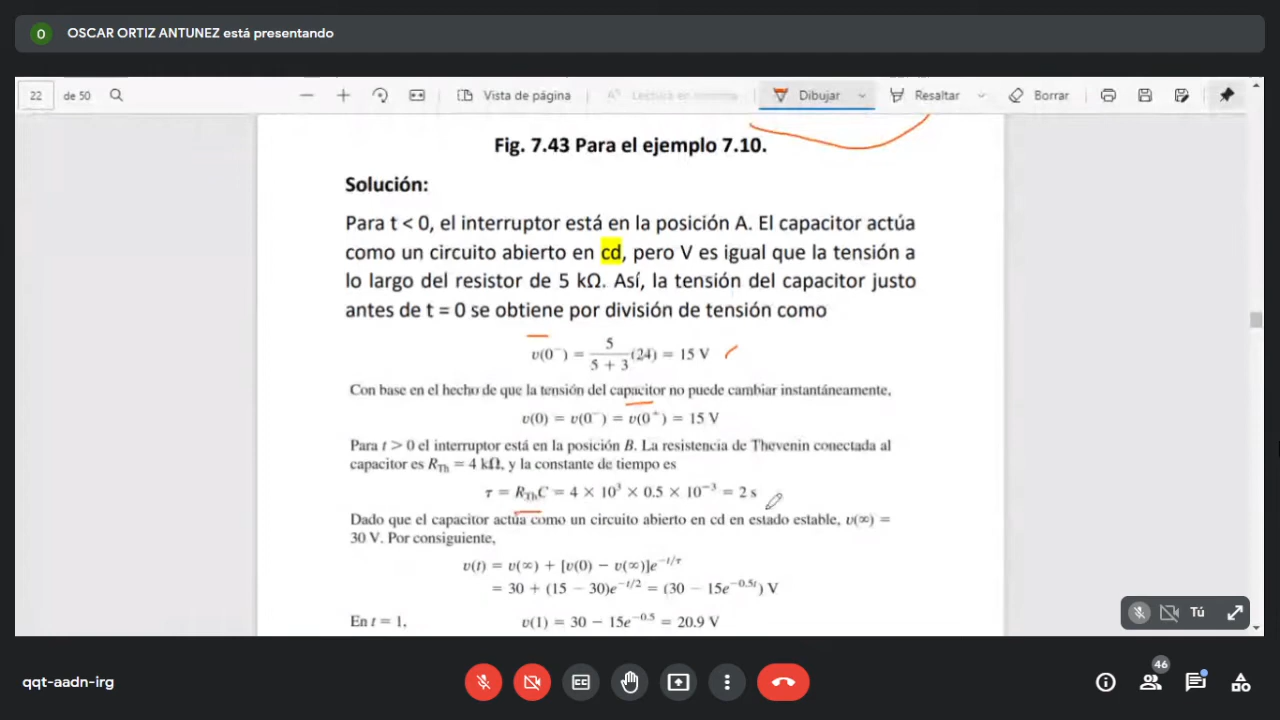 O OSCAR ORTIZ ANTUNEZ está presentando
22 de 50 Vista de página Dibujar Resaltar Borrar
Fig. 7.43 Para el ejemplo 7.10.
Solución:
Para t < 0, el interruptor está en la posición A. El capacitor actúa
como un circuito abierto en cd, pero V es igual que la tensión a
lo largo del resistor de 5 kΩ. Así, la tensión del capacitor justo
antes de t = 0 se obtiene por división de tensión como
υ(0⁻) = 5 / (5 + 3) (24) = 15 V
Con base en el hecho de que la tensión del capacitor no puede cambiar instantáneamente,
υ(0) = υ(0⁻) = υ(0⁺) = 15 V
Para t > 0 el interruptor está en la posición B. La resistencia de Thevenin conectada al
capacitor es R_Th = 4 kΩ, y la constante de tiempo es
τ = R_Th C = 4 × 10³ × 0.5 × 10⁻³ = 2 s
Dado que el capacitor actúa como un circuito abierto en cd en estado estable, υ(∞) =
30 V. Por consiguiente,
υ(t) = υ(∞) + [υ(0) − υ(∞)]e^−t/τ
= 30 + (15 − 30)e^−t/2 = (30 − 15e^−0.5t) V
En t = 1, υ(1) = 30 − 15e^−0.5 = 20.9 V
Tú
qqt-aadn-irg
46